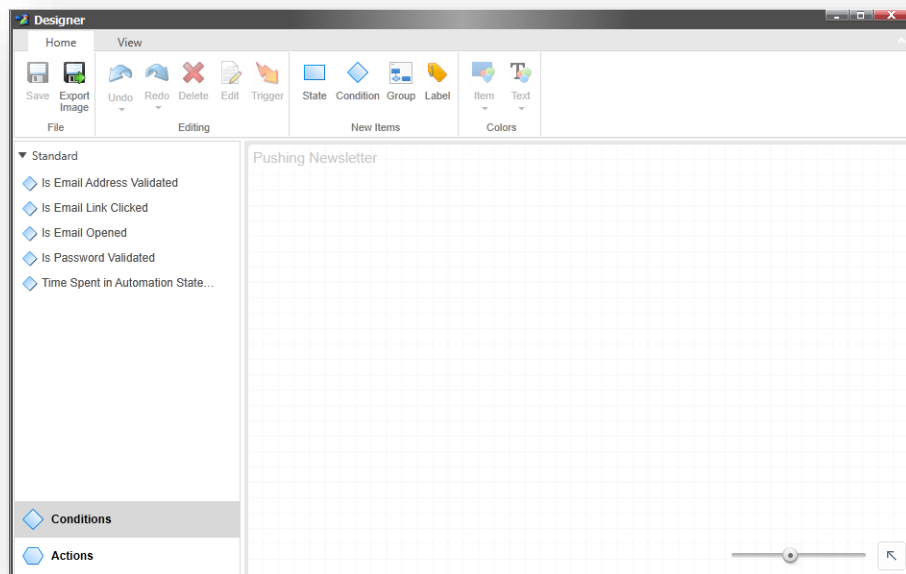 Designer
Home View
Save Export Image Undo Redo Delete Edit Trigger State Condition Group Label Item Text
File Editing New Items Colors
Standard
Is Email Address Validated
Is Email Link Clicked
Is Email Opened
Is Password Validated
Time Spent in Automation State...
Pushing Newsletter
Conditions
Actions